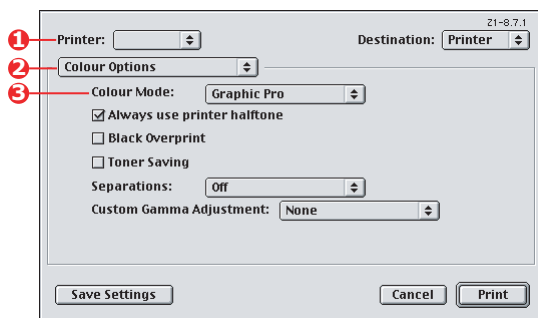 Z1-8.7.1
1 Printer: Destination: Printer
2 Colour Options
3 Colour Mode: Graphic Pro
Always use printer halftone
Black Overprint
Toner Saving
Separations: Off
Custom Gamma Adjustment: None
Save Settings Cancel Print